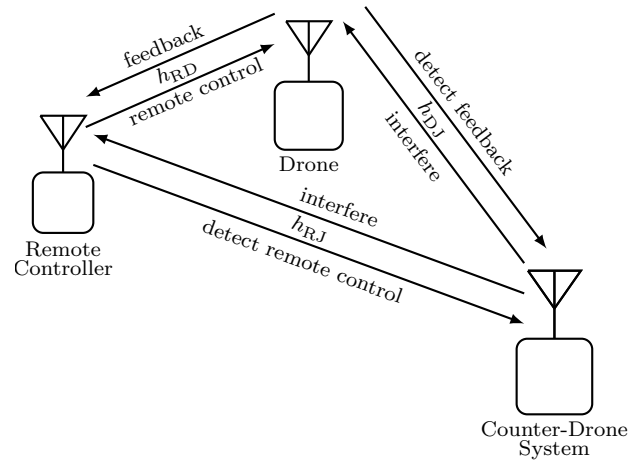 feedback
h_RD
remote control
Drone
detect feedback
h_DJ
interfere
Remote
Controller
interfere
h_RJ
detect remote control
Counter-Drone
System